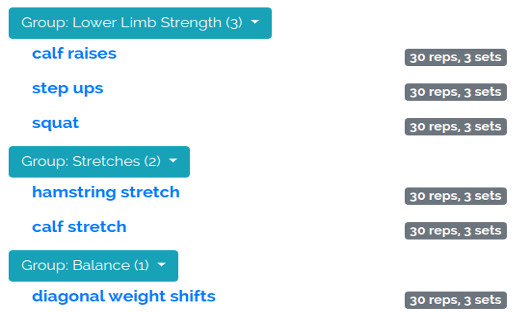 Group: Lower Limb Strength (3)
calf raises 30 reps, 3 sets
step ups 30 reps, 3 sets
squat 30 reps, 3 sets
Group: Stretches (2)
hamstring stretch 30 reps, 3 sets
calf stretch 30 reps, 3 sets
Group: Balance (1)
diagonal weight shifts 30 reps, 3 sets